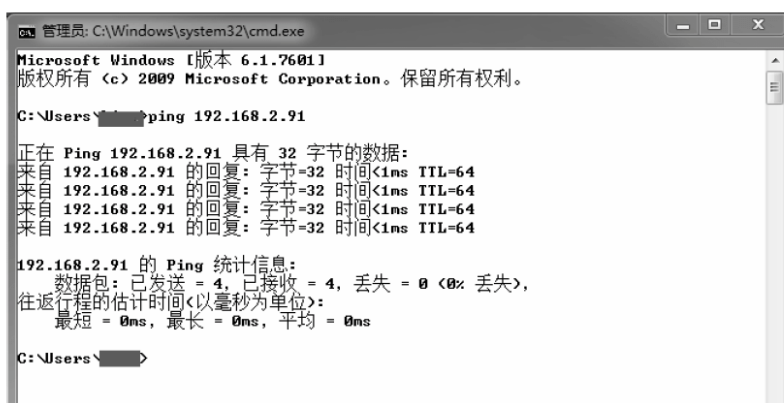 管理员: C:\Windows\system32\cmd.exe
Microsoft Windows [版本 6.1.7601]
版权所有 (c) 2009 Microsoft Corporation。保留所有权利。
C:\Users\>ping 192.168.2.91
正在 Ping 192.168.2.91 具有 32 字节的数据:
来自 192.168.2.91 的回复: 字节=32 时间<1ms TTL=64
来自 192.168.2.91 的回复: 字节=32 时间<1ms TTL=64
来自 192.168.2.91 的回复: 字节=32 时间<1ms TTL=64
来自 192.168.2.91 的回复: 字节=32 时间<1ms TTL=64
192.168.2.91 的 Ping 统计信息:
数据包: 已发送 = 4, 已接收 = 4, 丢失 = 0 (0% 丢失),
往返行程的估计时间(以毫秒为单位):
最短 = 0ms, 最长 = 0ms, 平均 = 0ms
C:\Users\>